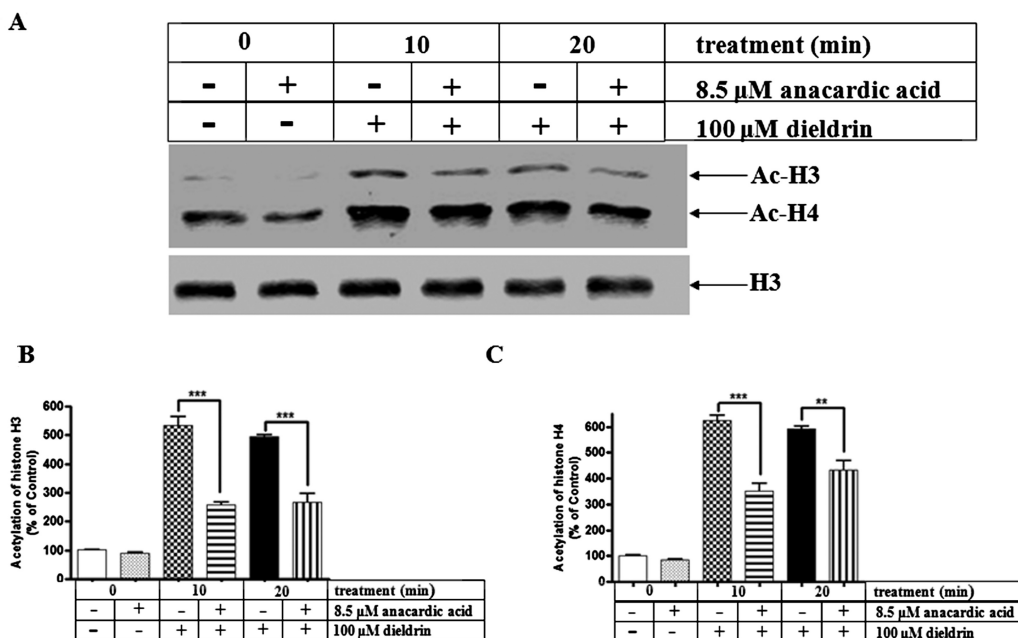 A
0 10 20 treatment (min)
- + - + - + 8.5 µM anacardic acid
- - + + + + 100 µM dieldrin
Ac-H3
Ac-H4
H3
B
Acetylation of histone H3
(% of Control)
600
500
400
300
200
100
0
***
***
0 10 20 treatment (min)
- + - + - + 8.5 µM anacardic acid
- - + + + + 100 µM dieldrin
C
Acetylation of histone H4
(% of Control)
600
500
400
300
200
100
0
***
**
0 10 20 treatment (min)
- + - + - + 8.5 µM anacardic acid
- - + + + + 100 µM dieldrin